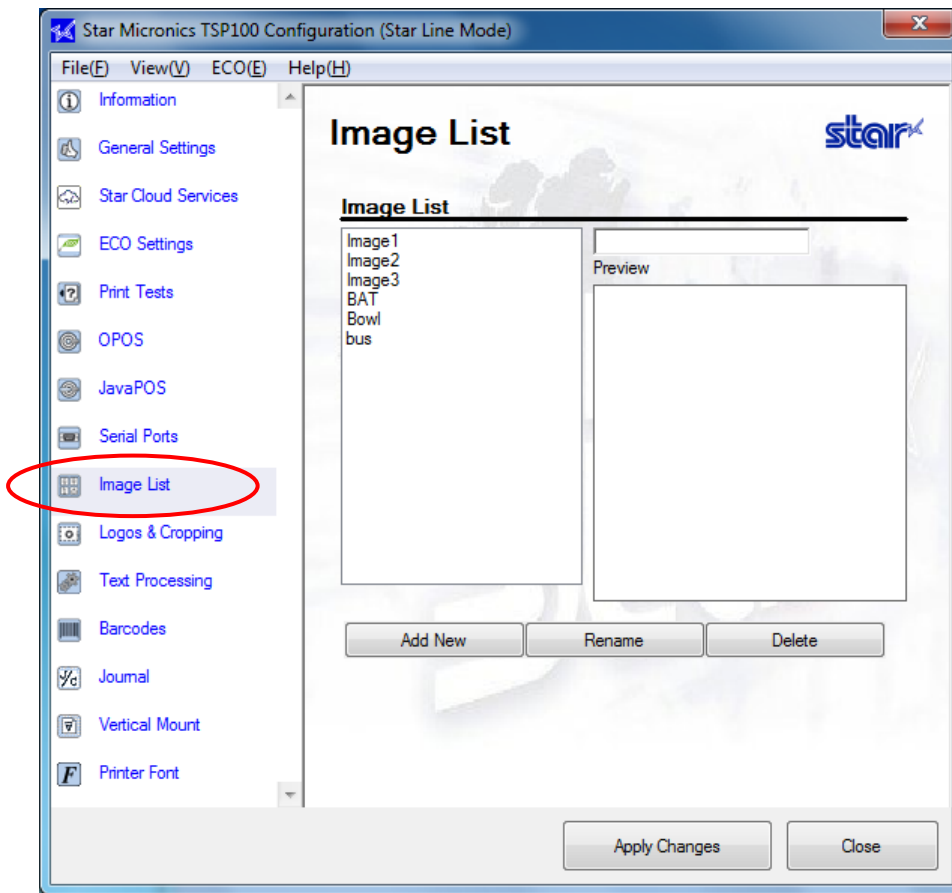 Star Micronics TSP100 Configuration (Star Line Mode)
File(F) View(V) ECO(E) Help(H)
Information
General Settings
Star Cloud Services
ECO Settings
Print Tests
OPOS
JavaPOS
Serial Ports
Image List
Logos & Cropping
Text Processing
Barcodes
Journal
Vertical Mount
Printer Font
Image List
star
Image List
Image1
Image2
Image3
BAT
Bowl
bus
Preview
Add New
Rename
Delete
Apply Changes
Close